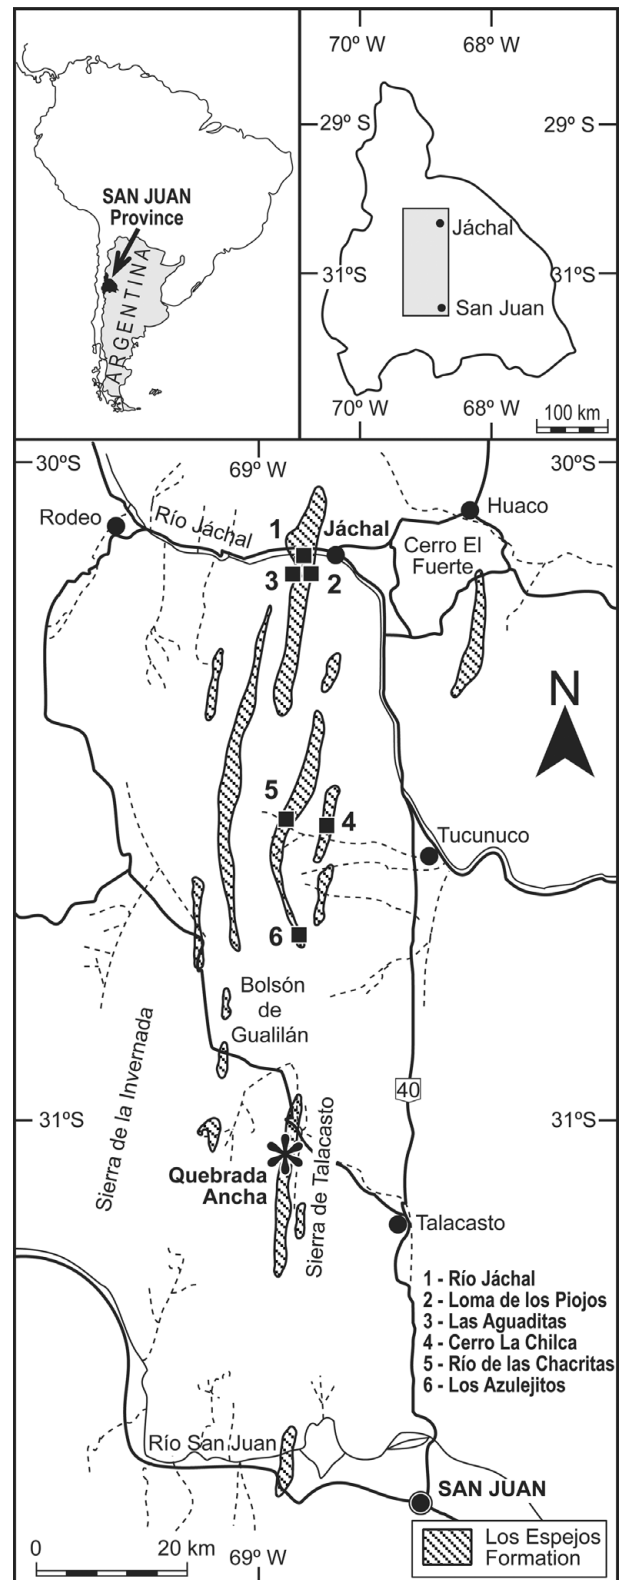 SAN JUAN
Province
ARGENTINA
70º W
68º W
29º S
29º S
Jáchal
31ºS
31ºS
San Juan
70º W
68º W
100 km
30ºS
69º W
30ºS
Rodeo
Río Jáchal
1
Jáchal
Huaco
Cerro El
Fuerte
3
2
N
5
4
Tucunuco
6
Bolsón
de
Gualilán
Sierra de la Invernada
40
31ºS
31ºS
Sierra de Talacasto
Quebrada
Ancha
Talacasto
1 - Río Jáchal
2 - Loma de los Piojos
3 - Las Aguaditas
4 - Cerro La Chilca
5 - Río de las Chacritas
6 - Los Azulejitos
Río San Juan
SAN JUAN
Los Espejos
Formation
0
20 km
69º W